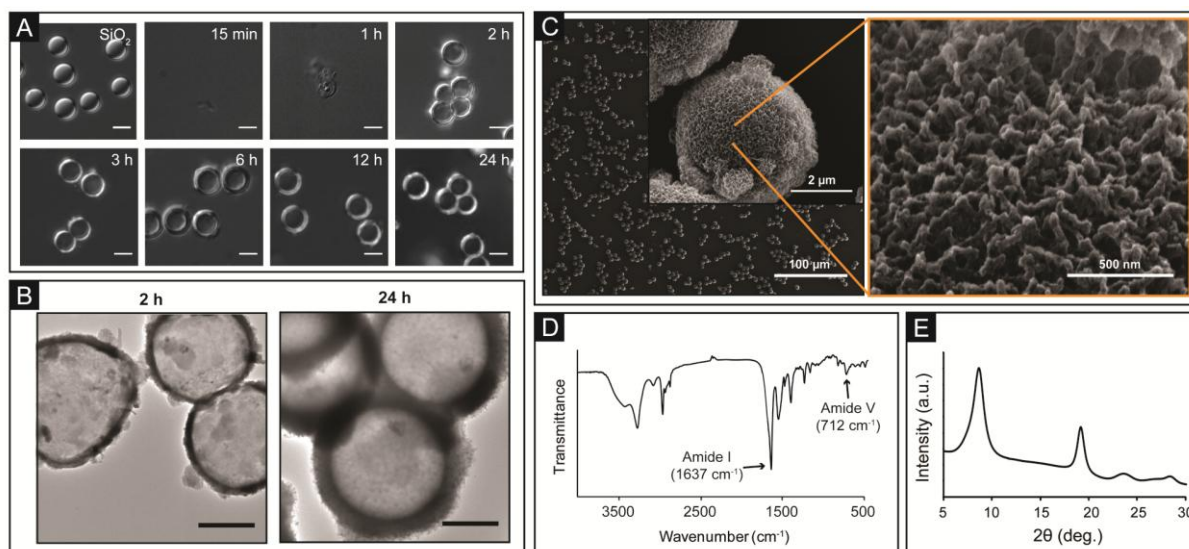 A
SiO2
15 min
1 h
2 h
3 h
6 h
12 h
24 h
B
2 h
24 h
C
2 µm
100 µm
500 nm
D
Transmittance
Amide V
(712 cm⁻¹)
Amide I
(1637 cm⁻¹)
3500
2500
1500
500
Wavenumber (cm⁻¹)
E
Intensity (a.u.)
5
10
15
20
25
30
2θ (deg.)